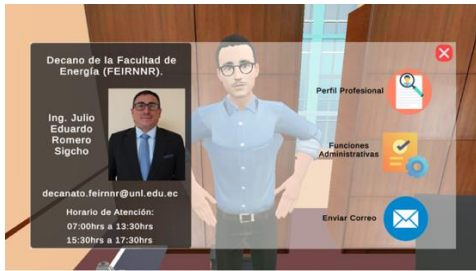 Decano de la Facultad de
Energía (FEIRNNR).
Ing. Julio
Eduardo
Romero
Sigcho
decanato.feirnnr@unl.edu.ec
Horario de Atención:
07:00hrs a 13:30hrs
15:30hrs a 17:30hrs
Perfil Profesional
Funciones
Administrativas
Enviar Correo